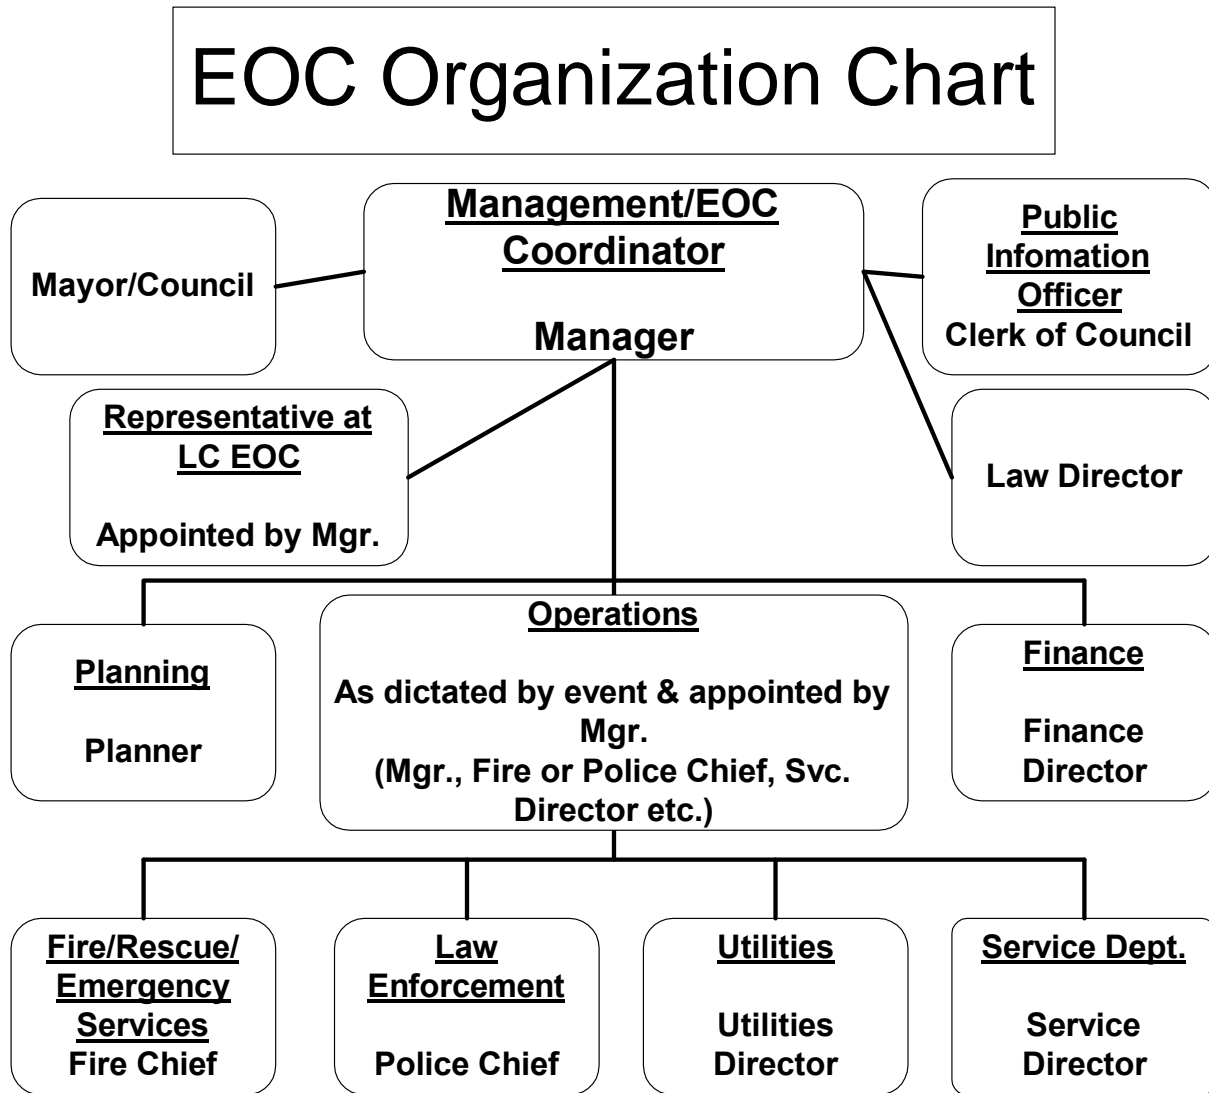 EOC Organization Chart
Mayor/Council
Management/EOC
Coordinator
Manager
Public
Infomation
Officer
Clerk of Council
Representative at
LC EOC
Appointed by Mgr.
Law Director
Planning
Planner
Operations
As dictated by event & appointed by
Mgr.
(Mgr., Fire or Police Chief, Svc.
Director etc.)
Finance
Finance
Director
Fire/Rescue/
Emergency
Services
Fire Chief
Law
Enforcement
Police Chief
Utilities
Utilities
Director
Service Dept.
Service
Director